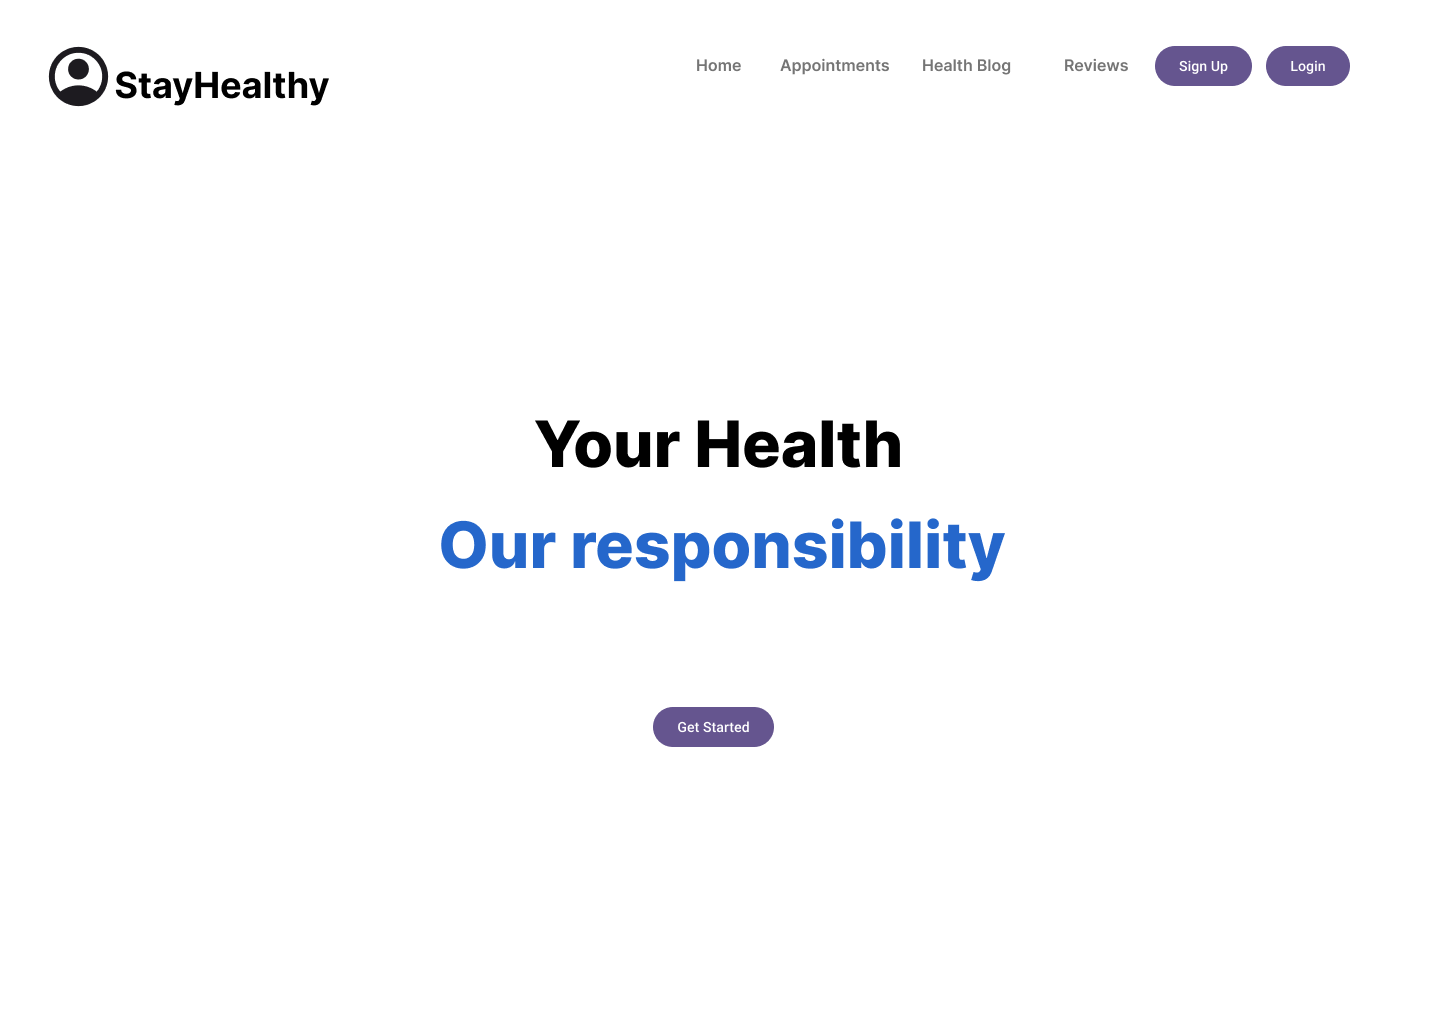 StayHealthy
Home Appointments Health Blog Reviews Sign Up Login
Your Health
Our responsibility
Get Started